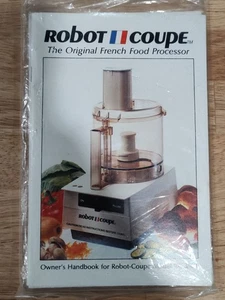 ROBOT COUPE
The Original French Food Processor
robot coupe
Owner's Handbook for Robot-Coupe